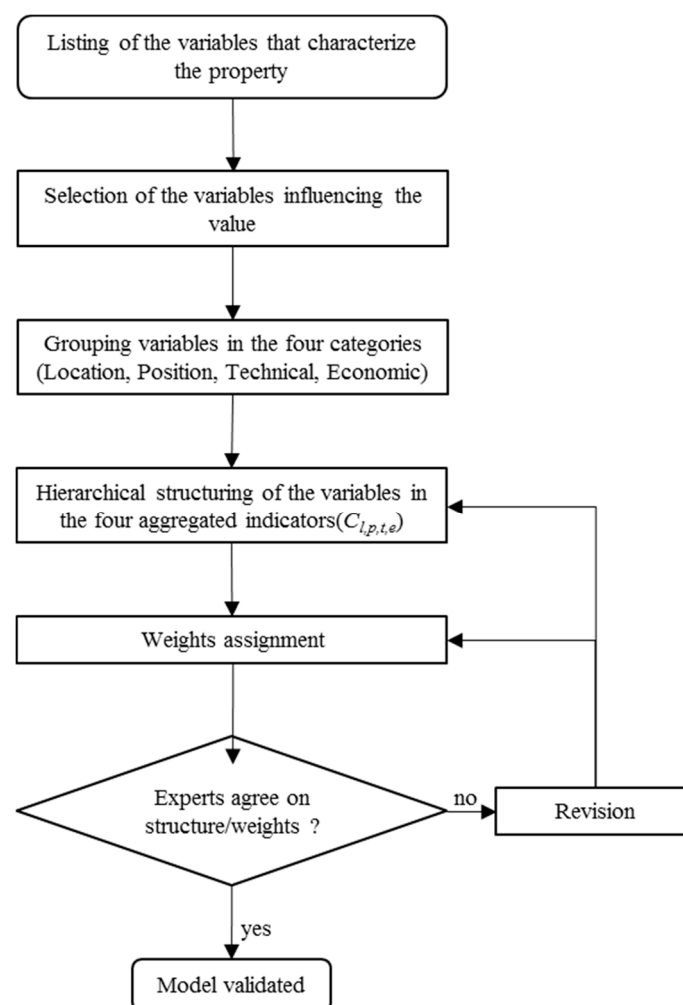 Listing of the variables that characterize
the property
Selection of the variables influencing the
value
Grouping variables in the four categories
(Location, Position, Technical, Economic)
Hierarchical structuring of the variables in
the four aggregated indicators(C_{l,p,t,e})
Weights assignment
Experts agree on
structure/weights ?
no
Revision
yes
Model validated